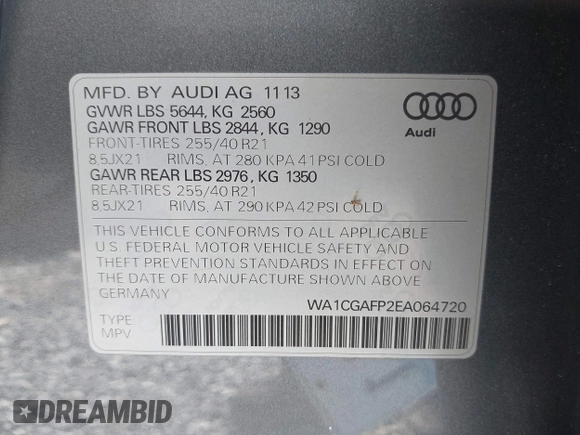 MFD. BY AUDI AG 11 13
GVWR LBS 5644, KG 2560
GAWR FRONT LBS 2844, KG 1290
FRONT-TIRES 255/40 R21
8,5JX21 RIMS, AT 280 KPA 41 PSI COLD
GAWR REAR LBS 2976, KG 1350
REAR-TIRES 255/40 R21
8,5JX21 RIMS, AT 290 KPA 42 PSI COLD
Audi
THIS VEHICLE CONFORMS TO ALL APPLICABLE
U.S. FEDERAL MOTOR VEHICLE SAFETY AND
THEFT PREVENTION STANDARDS IN EFFECT ON
THE DATE OF MANUFACTURE SHOWN ABOVE.
GERMANY
WA1CGAFP2EA064720
TYPE:
MPV
DREAMBID